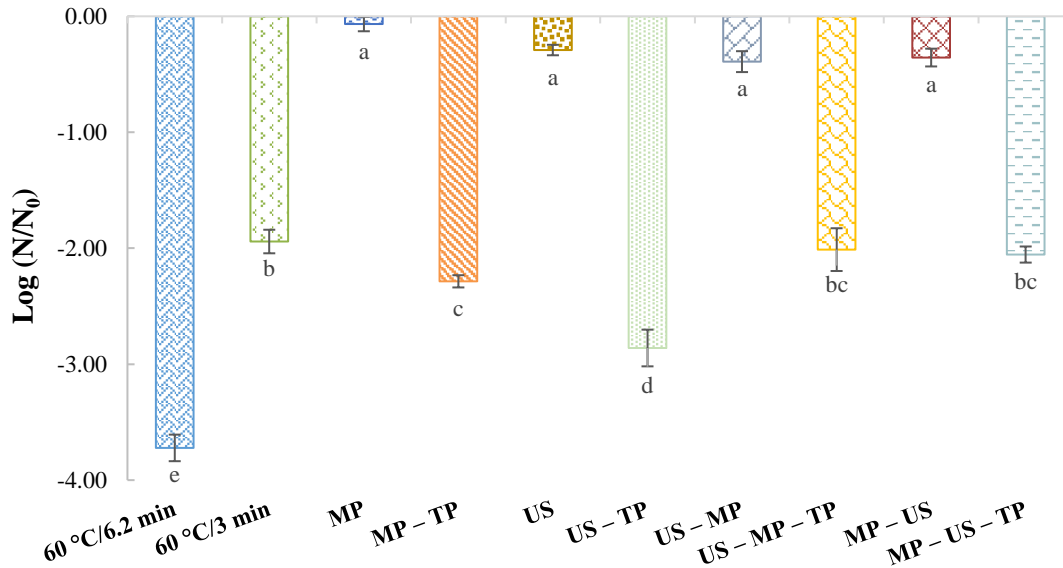 0.00
-1.00
-2.00
-3.00
-4.00
Log (N/N0)
e
b
a
c
a
d
a
bc
a
bc
60 °C/6.2 min
60 °C/3 min
MP
MP – TP
US
US – TP
US – MP
US – MP – TP
MP – US
MP – US – TP